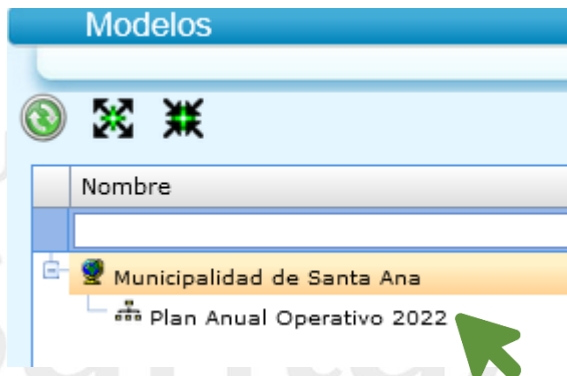 Modelos
Nombre
Municipalidad de Santa Ana
Plan Anual Operativo 2022